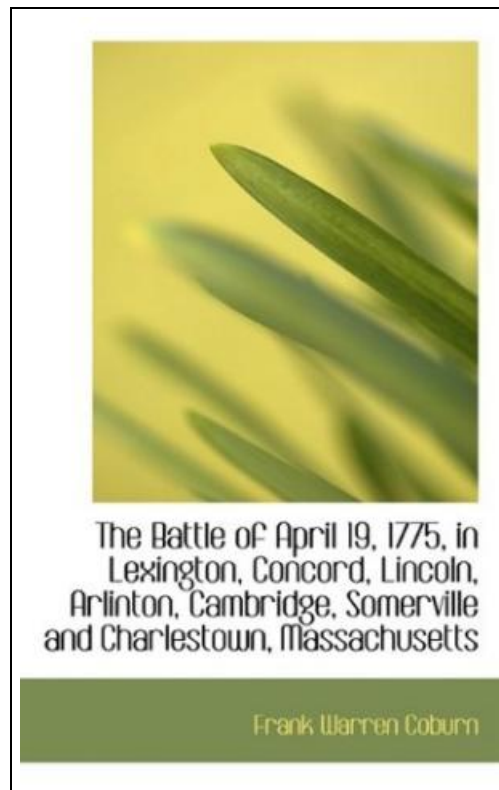 The Battle of April 19, 1775, in
Lexington, Concord, Lincoln,
Arlinton, Cambridge, Somerville
and Charlestown, Massachusetts
Frank Warren Coburn